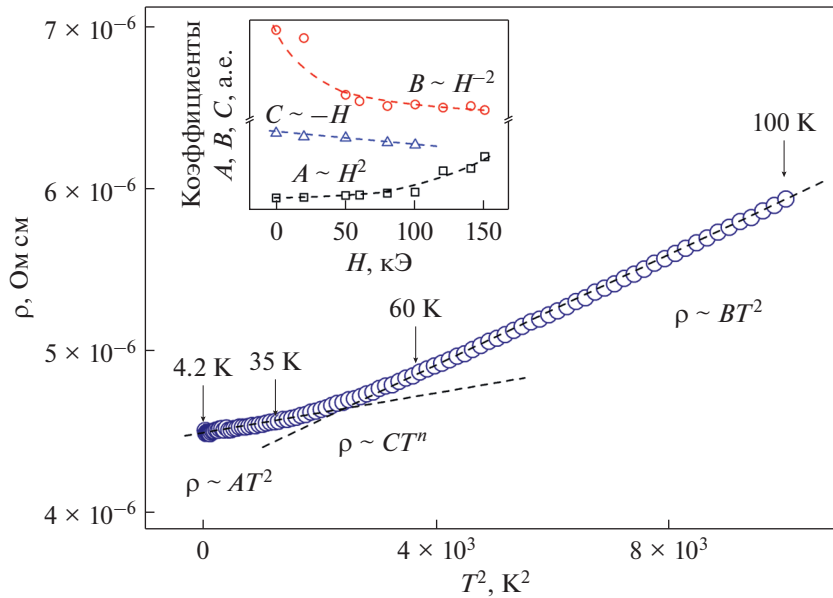 7 × 10⁻⁶
6 × 10⁻⁶
5 × 10⁻⁶
4 × 10⁻⁶
ρ, Ом см
Коэффициенты
A, B, C, а.е.
B ~ H⁻²
C ~ −H
A ~ H²
0
50
100
150
H, кЭ
100 K
60 K
35 K
4.2 K
ρ ~ BT²
ρ ~ CTⁿ
ρ ~ AT²
0
4 × 10³
8 × 10³
T², K²